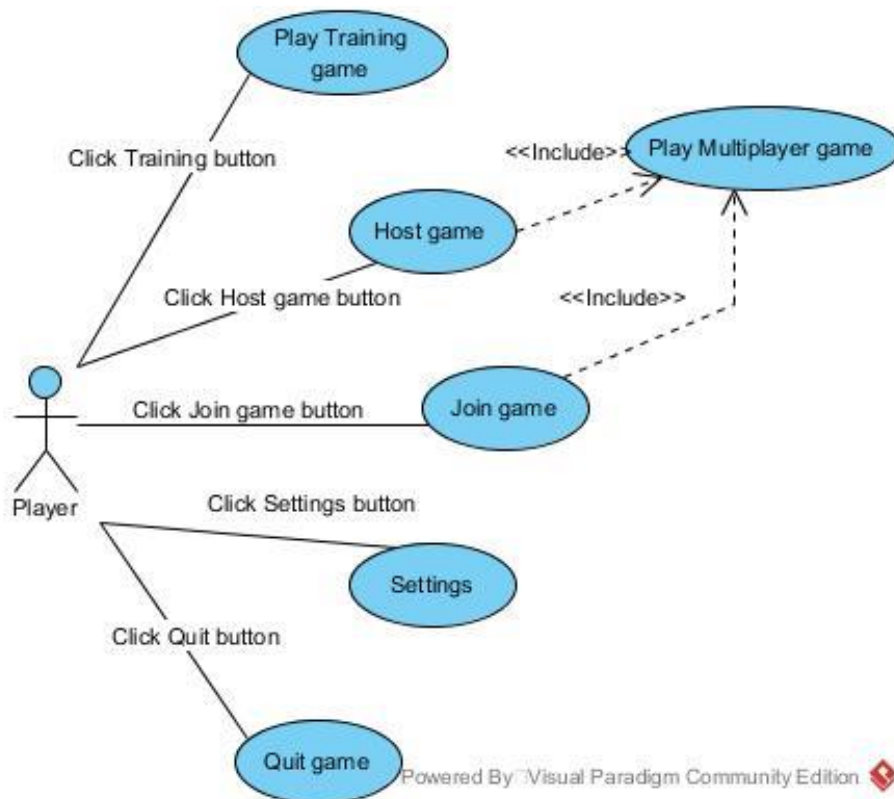 Play Training
game
Click Training button
<<Include>>
Play Multiplayer game
Host game
Click Host game button
<<Include>>
Click Join game button
Join game
Player
Click Settings button
Settings
Click Quit button
Quit game
Powered By Visual Paradigm Community Edition